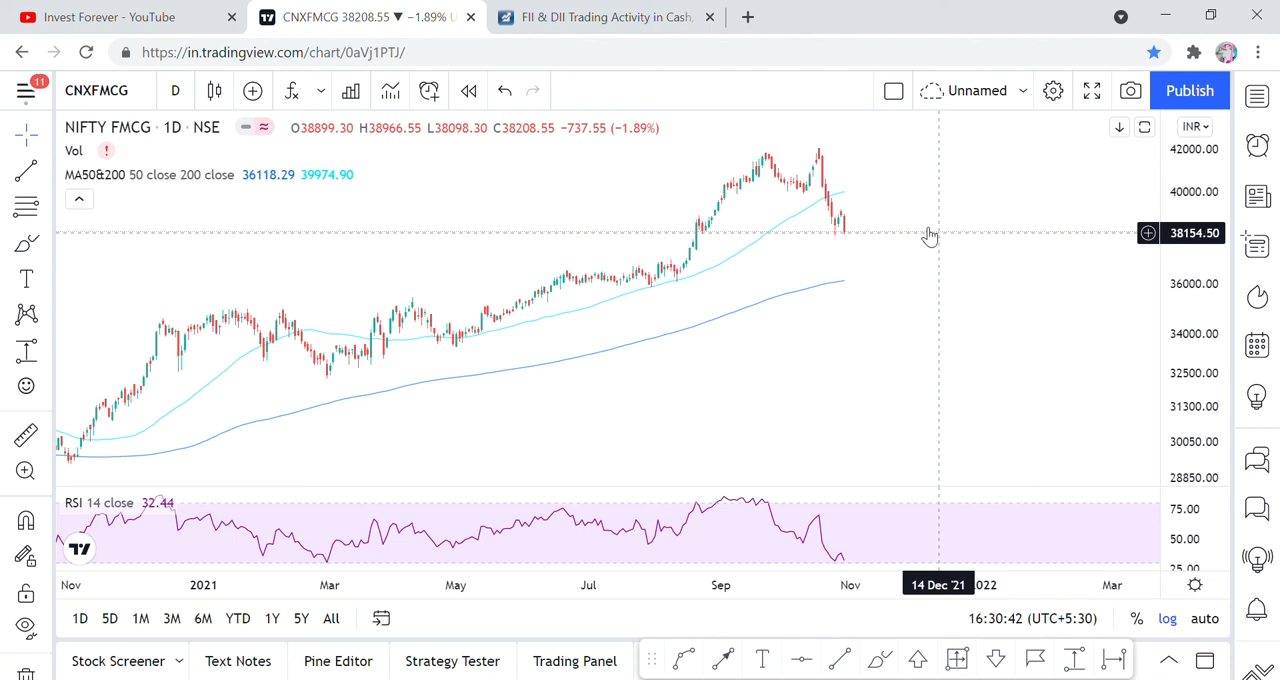 Invest Forever - YouTube
CNXFMCG 38208.55 ▼ −1.89% U
FII & DII Trading Activity in Cash,
https://in.tradingview.com/chart/0aVj1PTJ/
11
CNXFMCG
D
Unnamed
Publish
NIFTY FMCG · 1D · NSE
O38899.30 H38966.55 L38098.30 C38208.55 −737.55 (−1.89%)
INR
Vol
!
MA50&200 50 close 200 close 36118.29 39974.90
42000.00
40000.00
38154.50
36000.00
34000.00
32500.00
31300.00
30050.00
28850.00
RSI 14 close 32.44
75.00
50.00
25.00
Nov 2021 Mar May Jul Sep Nov 14 Dec '21 2022 Mar
1D 5D 1M 3M 6M YTD 1Y 5Y All
16:30:42 (UTC+5:30)
% log auto
Stock Screener
Text Notes
Pine Editor
Strategy Tester
Trading Panel